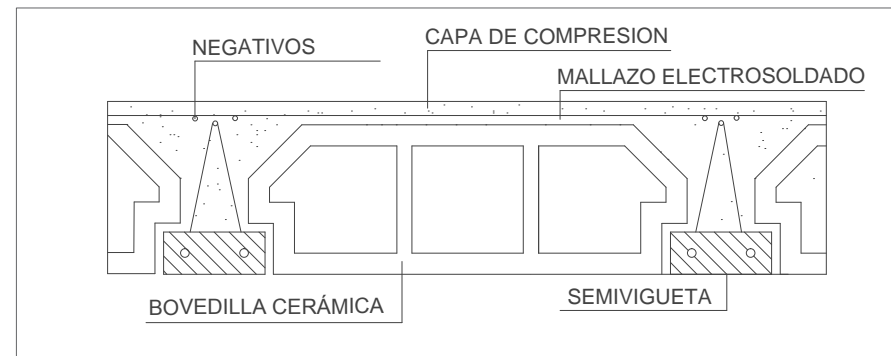 CAPA DE COMPRESION
NEGATIVOS
MALLAZO ELECTROSOLDADO
BOVEDILLA CERÁMICA
SEMIVIGUETA